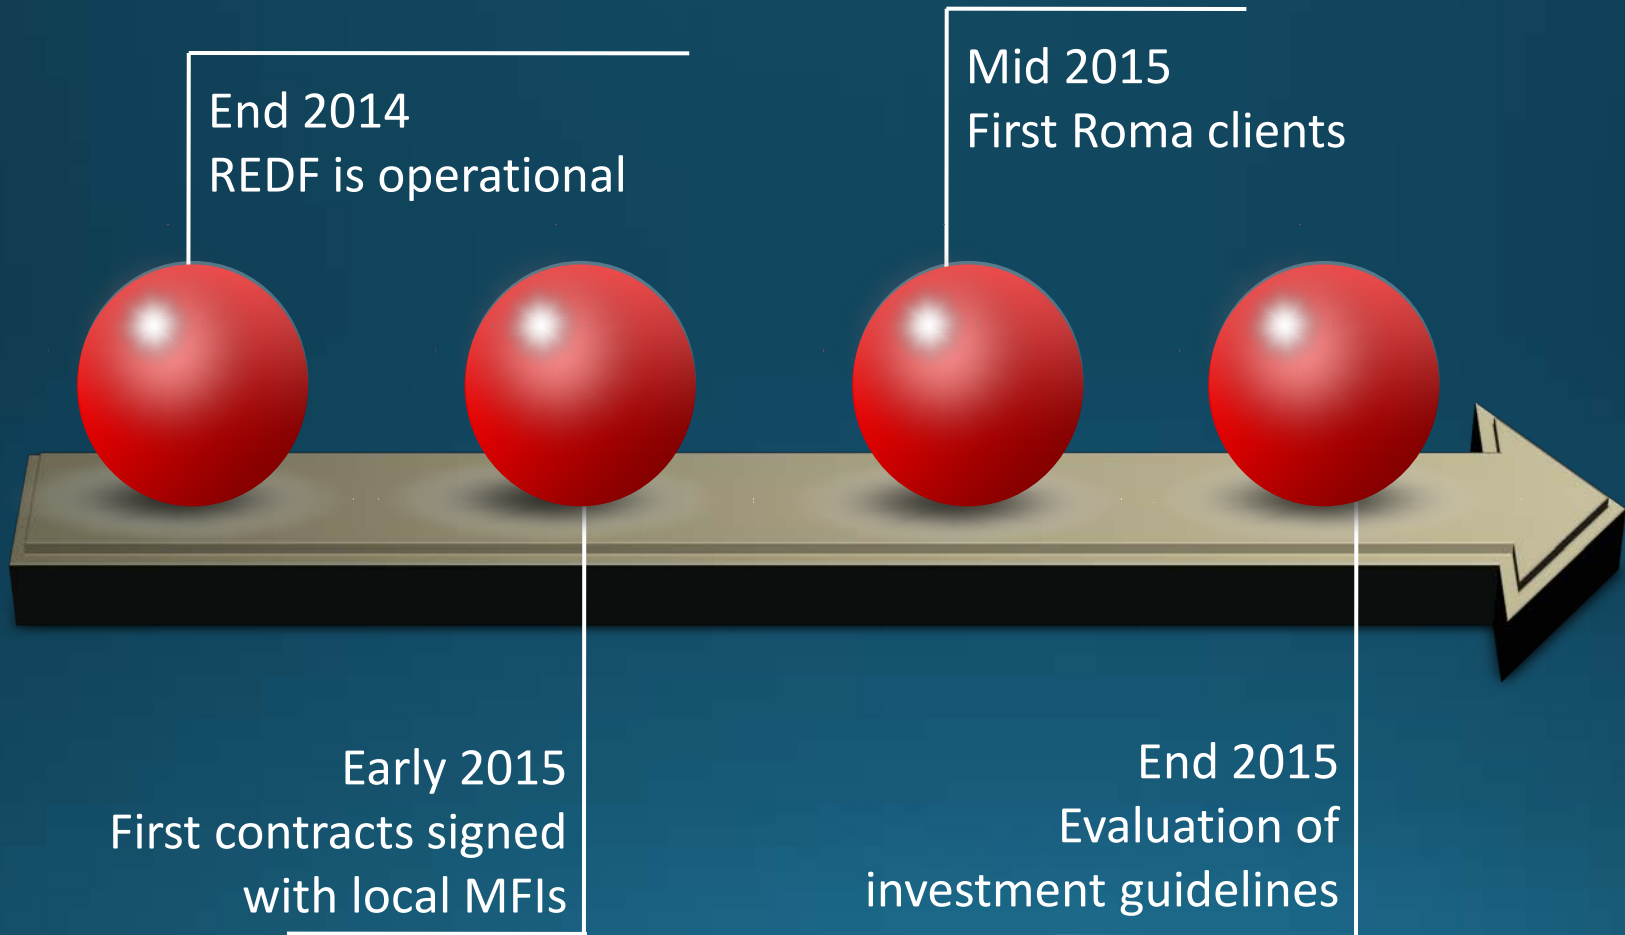 End 2014
REDF is operational
Early 2015
First contracts signed
with local MFIs
Mid 2015
First Roma clients
End 2015
Evaluation of
investment guidelines